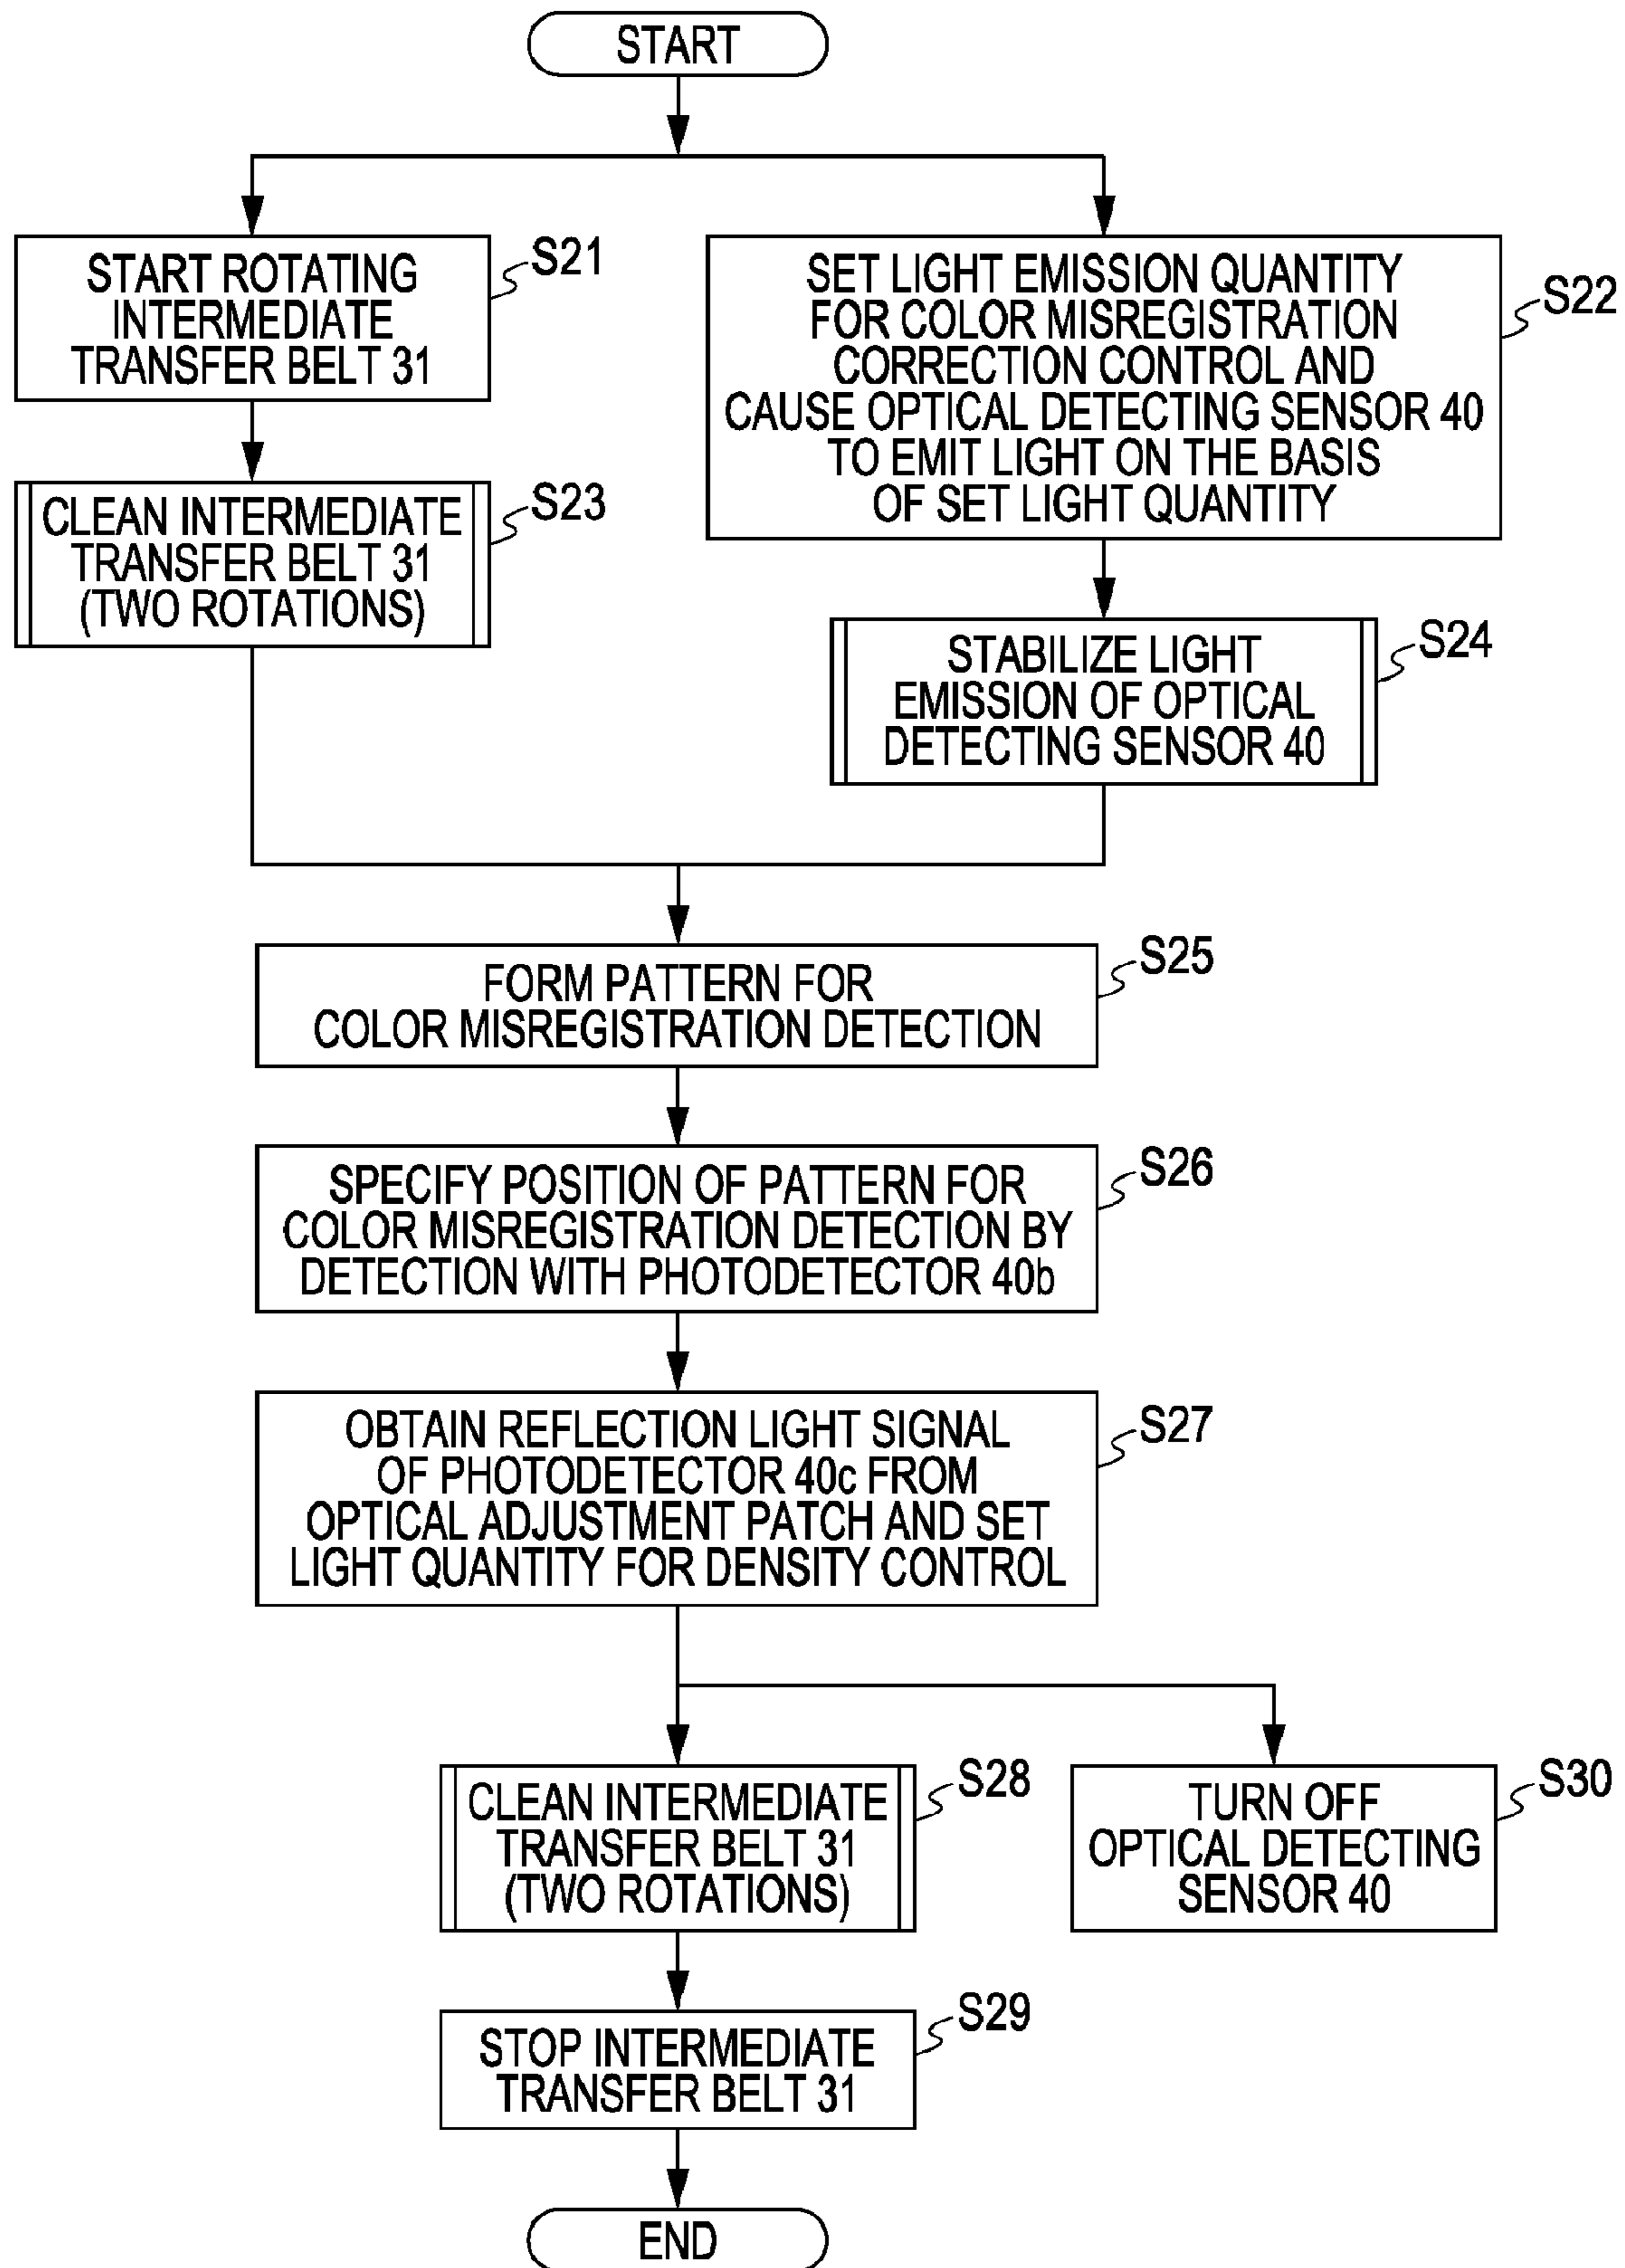 START
START ROTATING
INTERMEDIATE
TRANSFER BELT 31
S21
SET LIGHT EMISSION QUANTITY
FOR COLOR MISREGISTRATION
CORRECTION CONTROL AND
CAUSE OPTICAL DETECTING SENSOR 40
TO EMIT LIGHT ON THE BASIS
OF SET LIGHT QUANTITY
S22
CLEAN INTERMEDIATE
TRANSFER BELT 31
(TWO ROTATIONS)
S23
STABILIZE LIGHT
EMISSION OF OPTICAL
DETECTING SENSOR 40
S24
FORM PATTERN FOR
COLOR MISREGISTRATION DETECTION
S25
SPECIFY POSITION OF PATTERN FOR
COLOR MISREGISTRATION DETECTION BY
DETECTION WITH PHOTODETECTOR 40b
S26
OBTAIN REFLECTION LIGHT SIGNAL
OF PHOTODETECTOR 40c FROM
OPTICAL ADJUSTMENT PATCH AND SET
LIGHT QUANTITY FOR DENSITY CONTROL
S27
CLEAN INTERMEDIATE
TRANSFER BELT 31
(TWO ROTATIONS)
S28
TURN OFF
OPTICAL DETECTING
SENSOR 40
S30
STOP INTERMEDIATE
TRANSFER BELT 31
S29
END